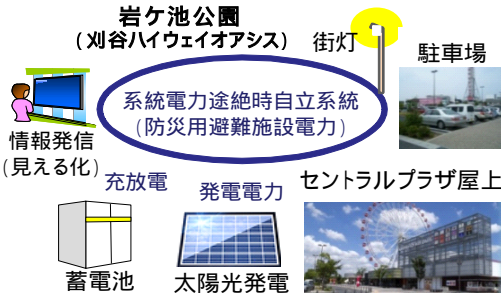 岩ケ池公園
(刈谷ハイウェイオアシス)
街灯
駐車場
系統電力途絶時自立系統
(防災用避難施設電力)
情報発信
(見える化)
充放電
発電電力
セントラルプラザ屋上
蓄電池
太陽光発電